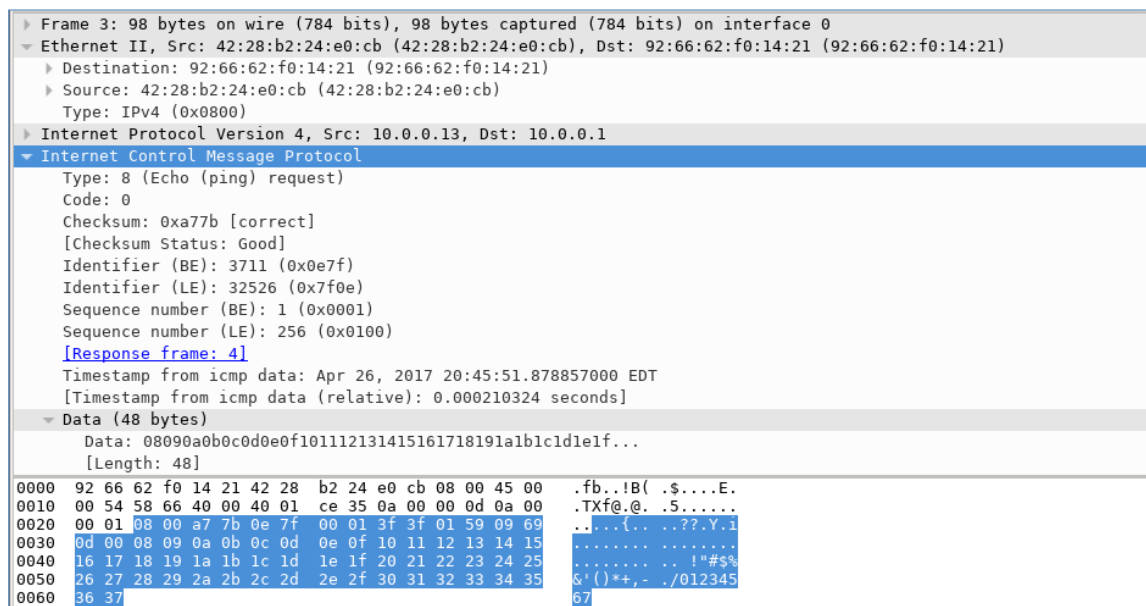 Frame 3: 98 bytes on wire (784 bits), 98 bytes captured (784 bits) on interface 0
Ethernet II, Src: 42:28:b2:24:e0:cb (42:28:b2:24:e0:cb), Dst: 92:66:62:f0:14:21 (92:66:62:f0:14:21)
Destination: 92:66:62:f0:14:21 (92:66:62:f0:14:21)
Source: 42:28:b2:24:e0:cb (42:28:b2:24:e0:cb)
Type: IPv4 (0x0800)
Internet Protocol Version 4, Src: 10.0.0.13, Dst: 10.0.0.1
Internet Control Message Protocol
Type: 8 (Echo (ping) request)
Code: 0
Checksum: 0xa77b [correct]
[Checksum Status: Good]
Identifier (BE): 3711 (0x0e7f)
Identifier (LE): 32526 (0x7f0e)
Sequence number (BE): 1 (0x0001)
Sequence number (LE): 256 (0x0100)
[Response frame: 4]
Timestamp from icmp data: Apr 26, 2017 20:45:51.878857000 EDT
[Timestamp from icmp data (relative): 0.000210324 seconds]
Data (48 bytes)
Data: 08090a0b0c0d0e0f101112131415161718191a1b1c1d1e1f...
[Length: 48]
0000 92 66 62 f0 14 21 42 28 b2 24 e0 cb 08 00 45 00 .fb..!B( .$....E.
0010 00 54 58 66 40 00 40 01 ce 35 0a 00 00 0d 0a 00 .TXf@.@. .5......
0020 00 01 08 00 a7 7b 0e 7f 00 01 3f 3f 01 59 09 69 .....{.. ..??.Y.i
0030 0d 00 08 09 0a 0b 0c 0d 0e 0f 10 11 12 13 14 15 ........ ........
0040 16 17 18 19 1a 1b 1c 1d 1e 1f 20 21 22 23 24 25 ........ .. !"#$%
0050 26 27 28 29 2a 2b 2c 2d 2e 2f 30 31 32 33 34 35 &'()*+,- ./012345
0060 36 37 67